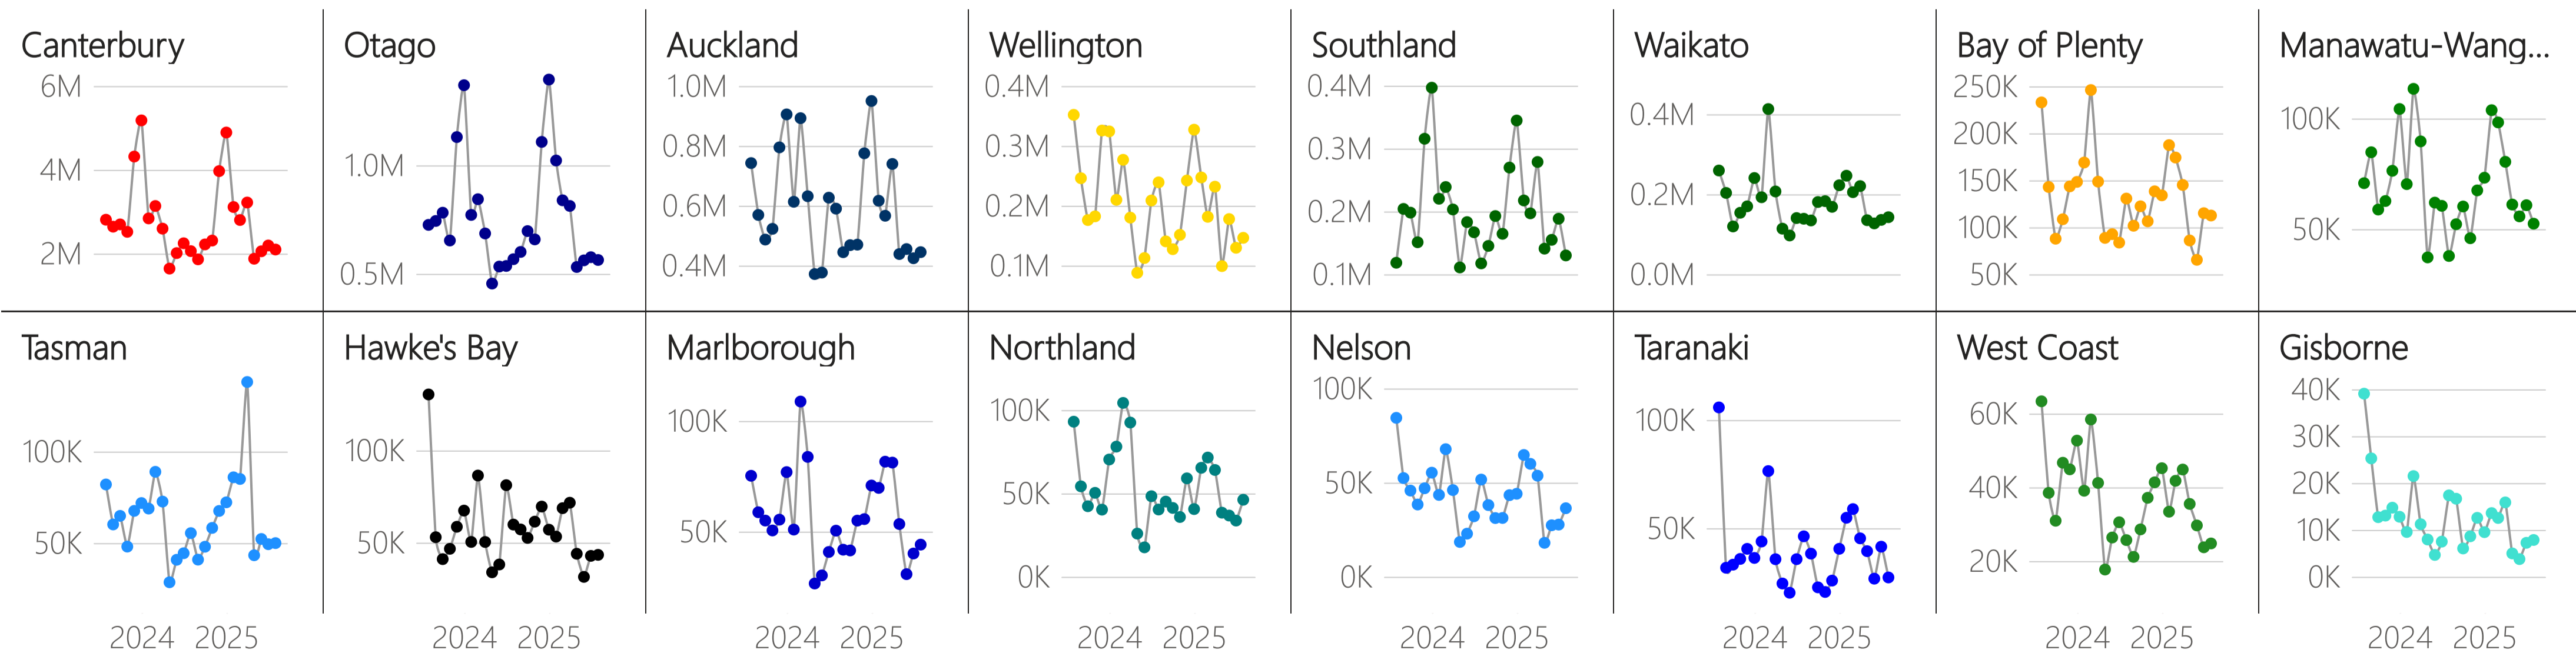 Canterbury
6M
4M
2M
Otago
1.0M
0.5M
Auckland
1.0M
0.8M
0.6M
0.4M
Wellington
0.4M
0.3M
0.2M
0.1M
Southland
0.4M
0.3M
0.2M
0.1M
Waikato
0.4M
0.2M
0.0M
Bay of Plenty
250K
200K
150K
100K
50K
Manawatu-Wang...
100K
50K
Tasman
100K
50K
2024 2025
Hawke's Bay
100K
50K
2024 2025
Marlborough
100K
50K
2024 2025
Northland
100K
50K
0K
2024 2025
Nelson
100K
50K
0K
2024 2025
Taranaki
100K
50K
2024 2025
West Coast
60K
40K
20K
2024 2025
Gisborne
40K
30K
20K
10K
0K
2024 2025